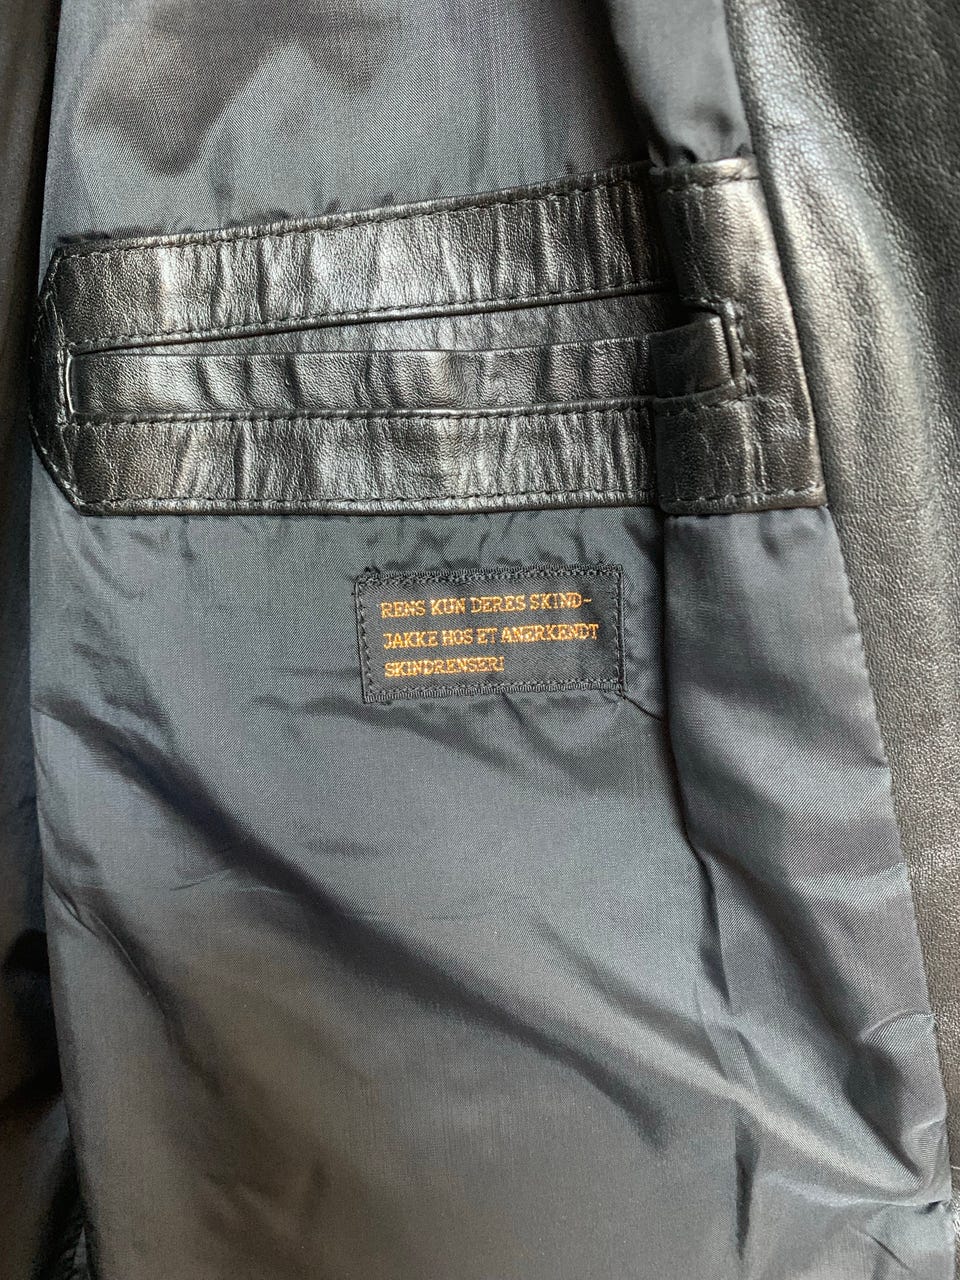 RENS KUN DERES SKIND-
JAKKE HOS ET ANERKENDT
SKINDRENSERI